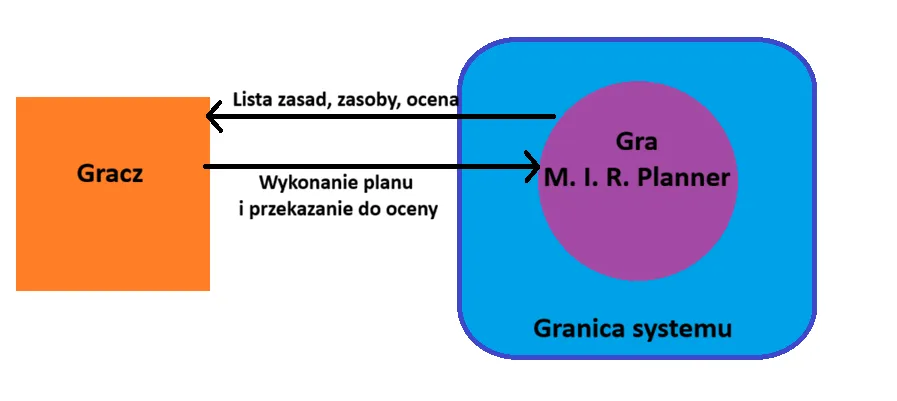 Lista zasad, zasoby, ocena
Gracz
Wykonanie planu
i przekazanie do oceny
Gra
M. I. R. Planner
Granica systemu